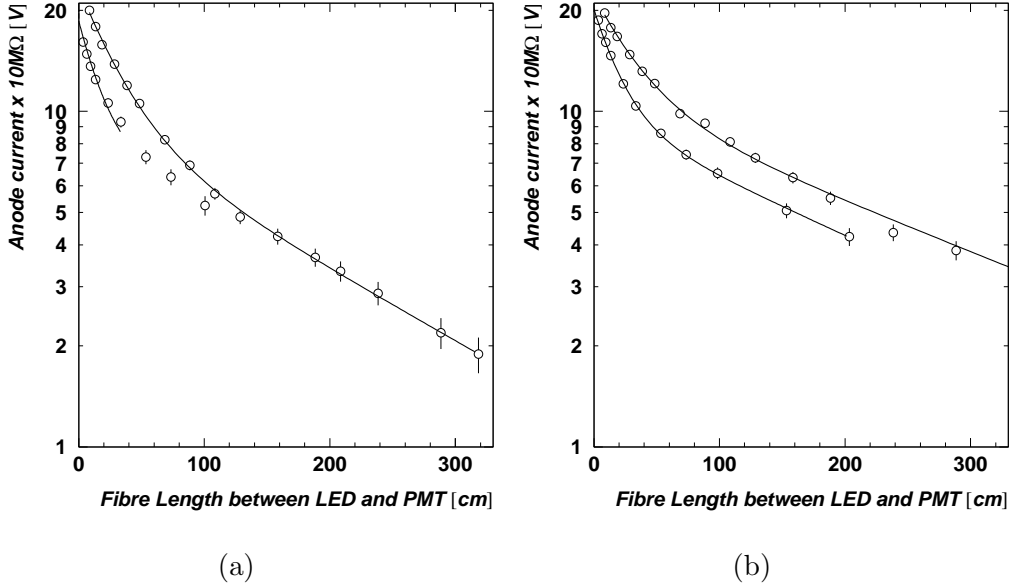 Anode current x 10MΩ [ V]
20
10
9
8
7
6
5
4
3
2
1
0 100 200 300
Fibre Length between LED and PMT [cm]
(a)
Anode current x 10MΩ [ V]
20
10
9
8
7
6
5
4
3
2
1
0 100 200 300
Fibre Length between LED and PMT [cm]
(b)